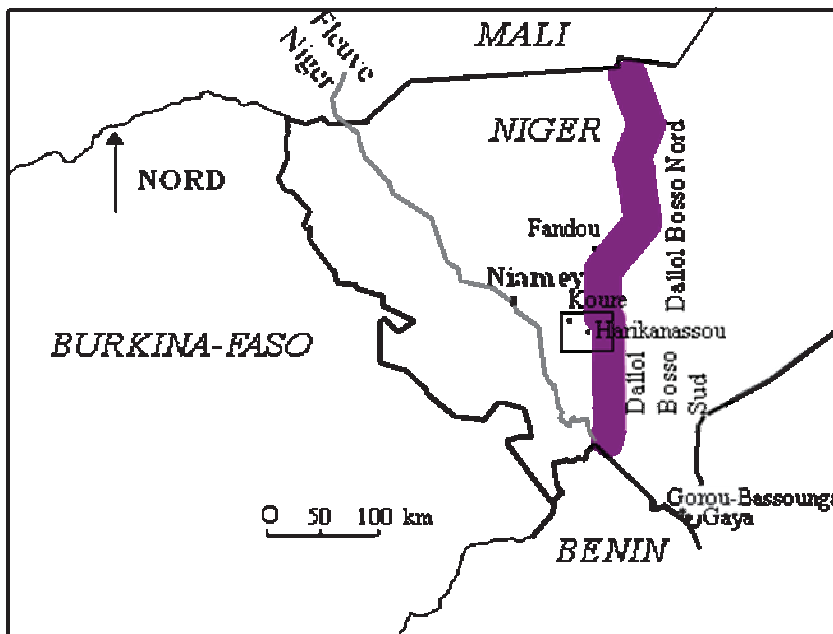 MALI
Fleuve
Niger
NIGER
NORD
Dallol Bosso Nord
Fandou
Niamey
Koure
Harikanassou
BURKINA-FASO
Dallol
Bosso
Sud
Gorou-Bassounga
Gaya
0 50 100 km
BENIN